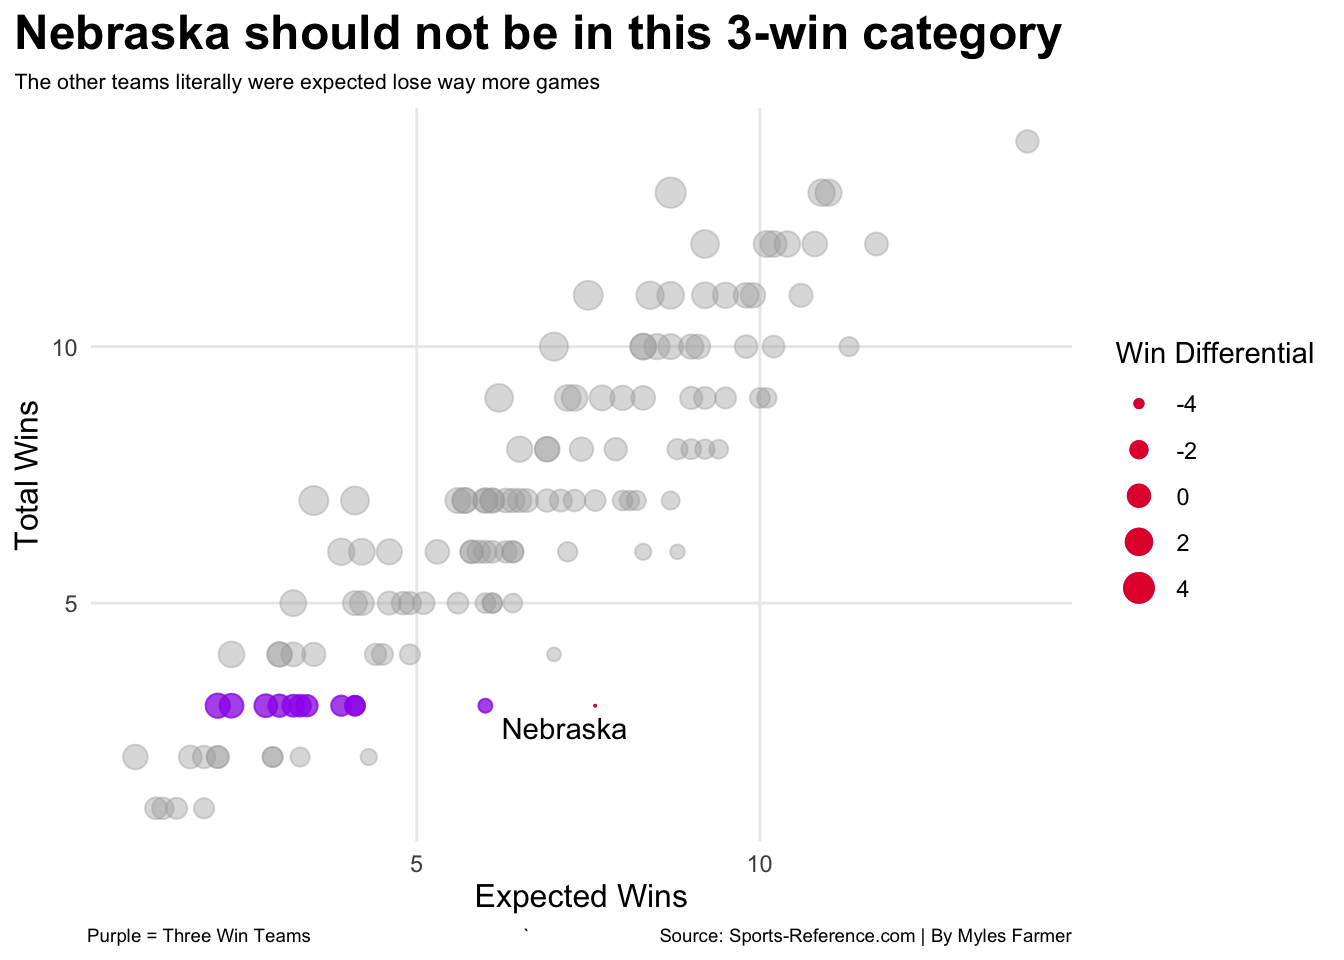 Nebraska should not be in this 3-win category
The other teams literally were expected lose way more games
Total Wins
10
5
Nebraska
5 10
Expected Wins
Win Differential
-4
-2
0
2
4
Purple = Three Win Teams ` Source: Sports-Reference.com | By Myles Farmer